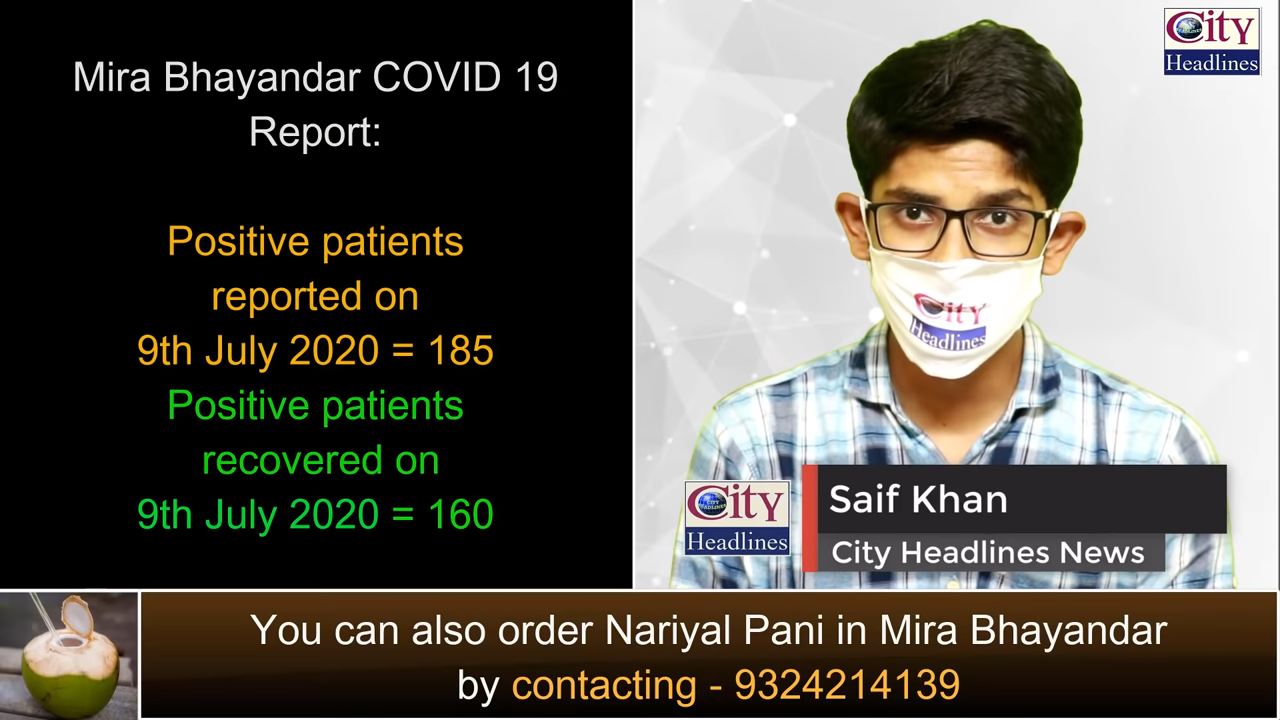 Mira Bhayandar COVID 19
Report:
Positive patients
reported on
9th July 2020 = 185
Positive patients
recovered on
9th July 2020 = 160
City
Headlines
City
Headlines
City
Headlines
Saif Khan
City Headlines News
You can also order Nariyal Pani in Mira Bhayandar
by contacting - 9324214139